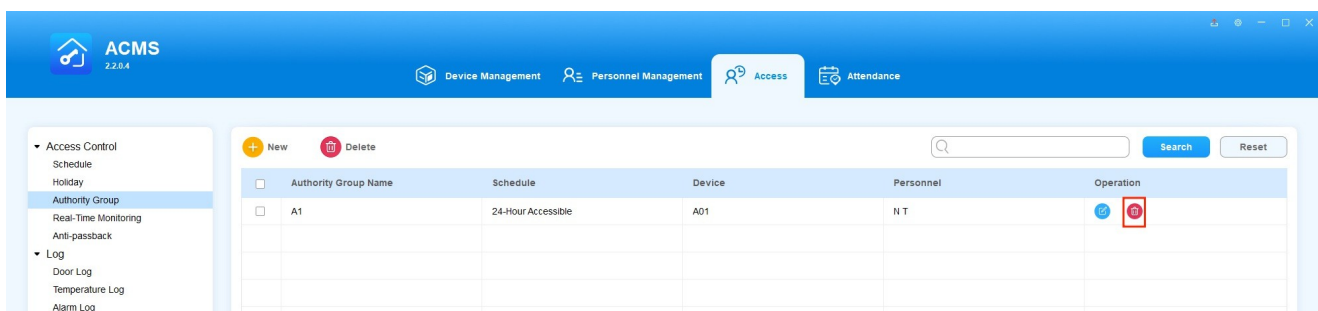 ACMS
2.2.0.4
Device Management Personnel Management Access Attendance
Access Control
Schedule
Holiday
Authority Group
Real-Time Monitoring
Anti-passback
Log
Door Log
Temperature Log
Alarm Log
New Delete Search Reset
Authority Group Name Schedule Device Personnel Operation
A1 24-Hour Accessible A01 N T